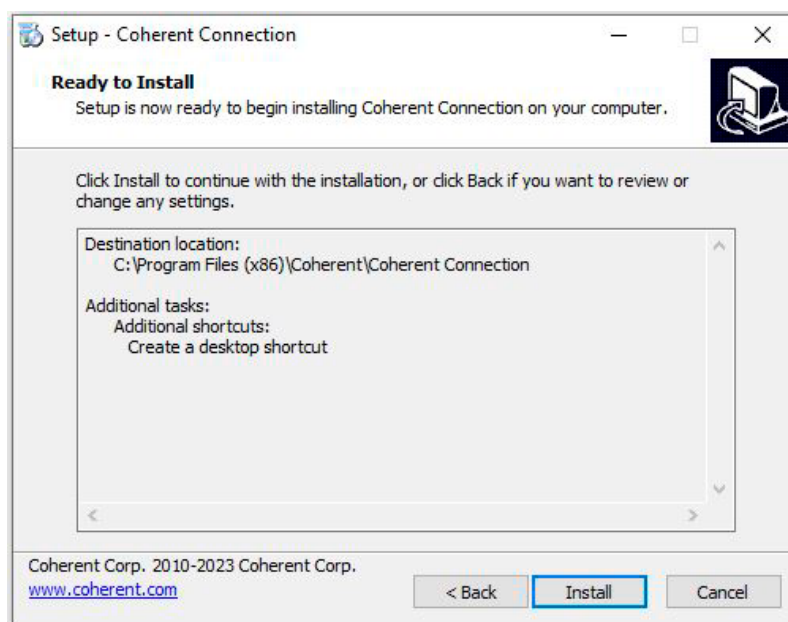 Setup - Coherent Connection
Ready to Install
Setup is now ready to begin installing Coherent Connection on your computer.
Click Install to continue with the installation, or click Back if you want to review or
change any settings.
Destination location:
C:\Program Files (x86)\Coherent\Coherent Connection
Additional tasks:
Additional shortcuts:
Create a desktop shortcut
Coherent Corp. 2010-2023 Coherent Corp.
www.coherent.com
< Back
Install
Cancel